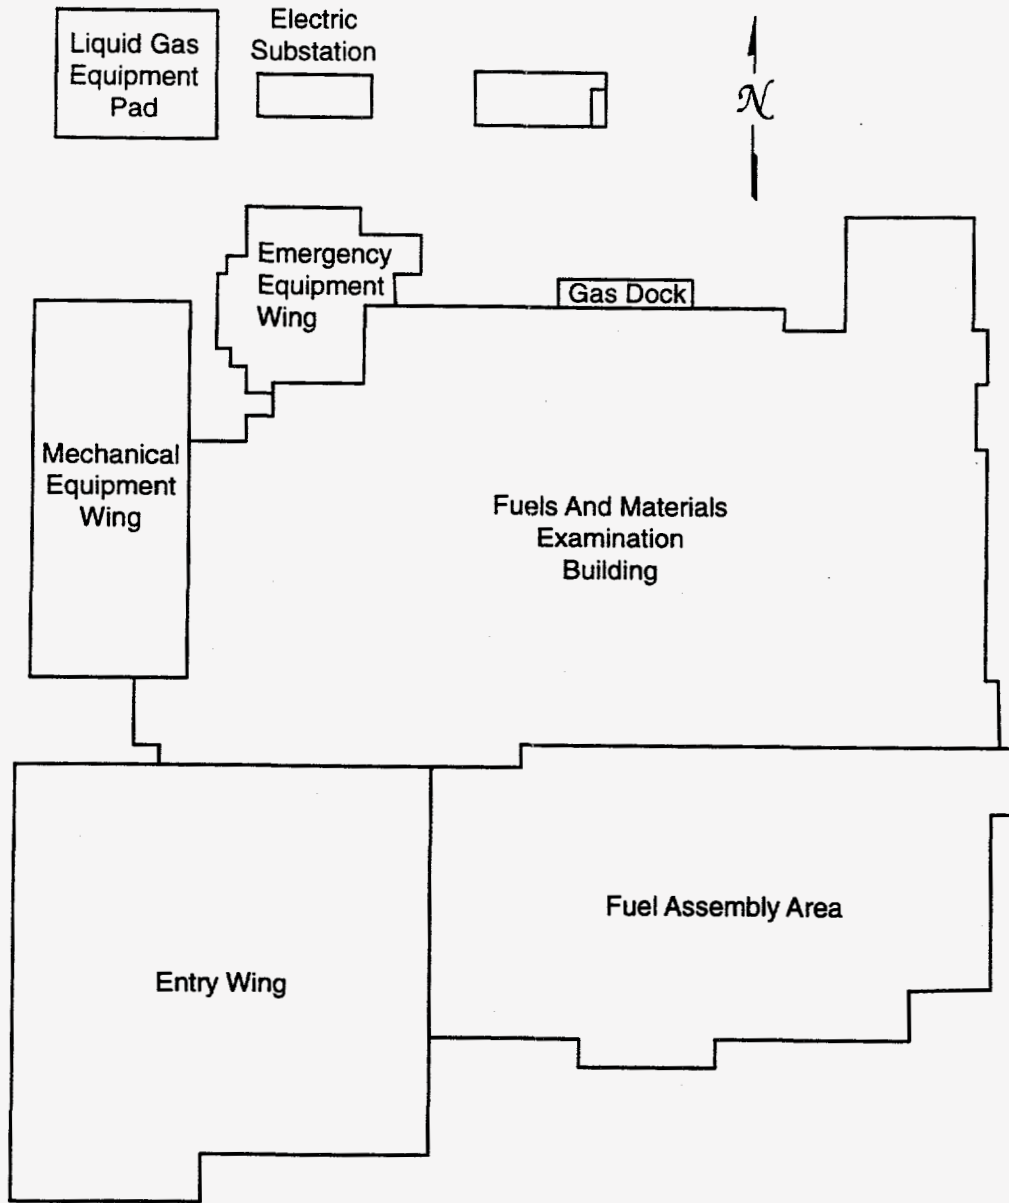 Liquid Gas
Equipment
Pad
Electric
Substation
N
Emergency
Equipment
Wing
Gas Dock
Mechanical
Equipment
Wing
Fuels And Materials
Examination
Building
Fuel Assembly Area
Entry Wing